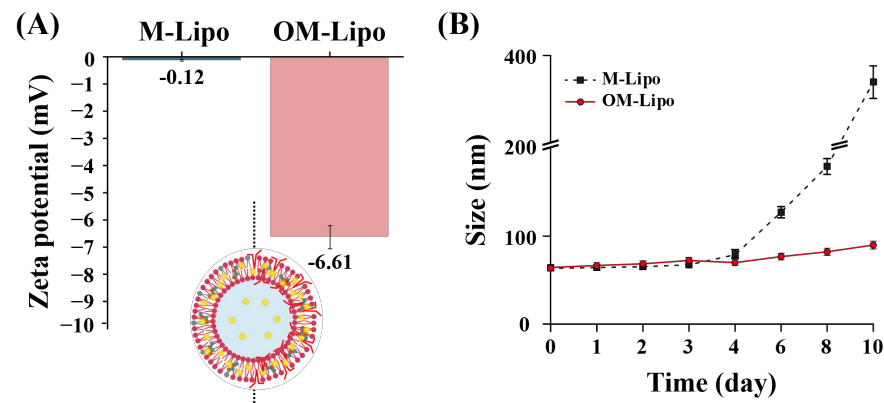 (A)
M-Lipo OM-Lipo
Zeta potential (mV)
0
−1
−2
−3
−4
−5
−6
−7
−8
−9
−10
-0.12
-6.61
(B)
Size (nm)
400
200
100
0
M-Lipo
OM-Lipo
0 1 2 3 4 6 8 10
Time (day)